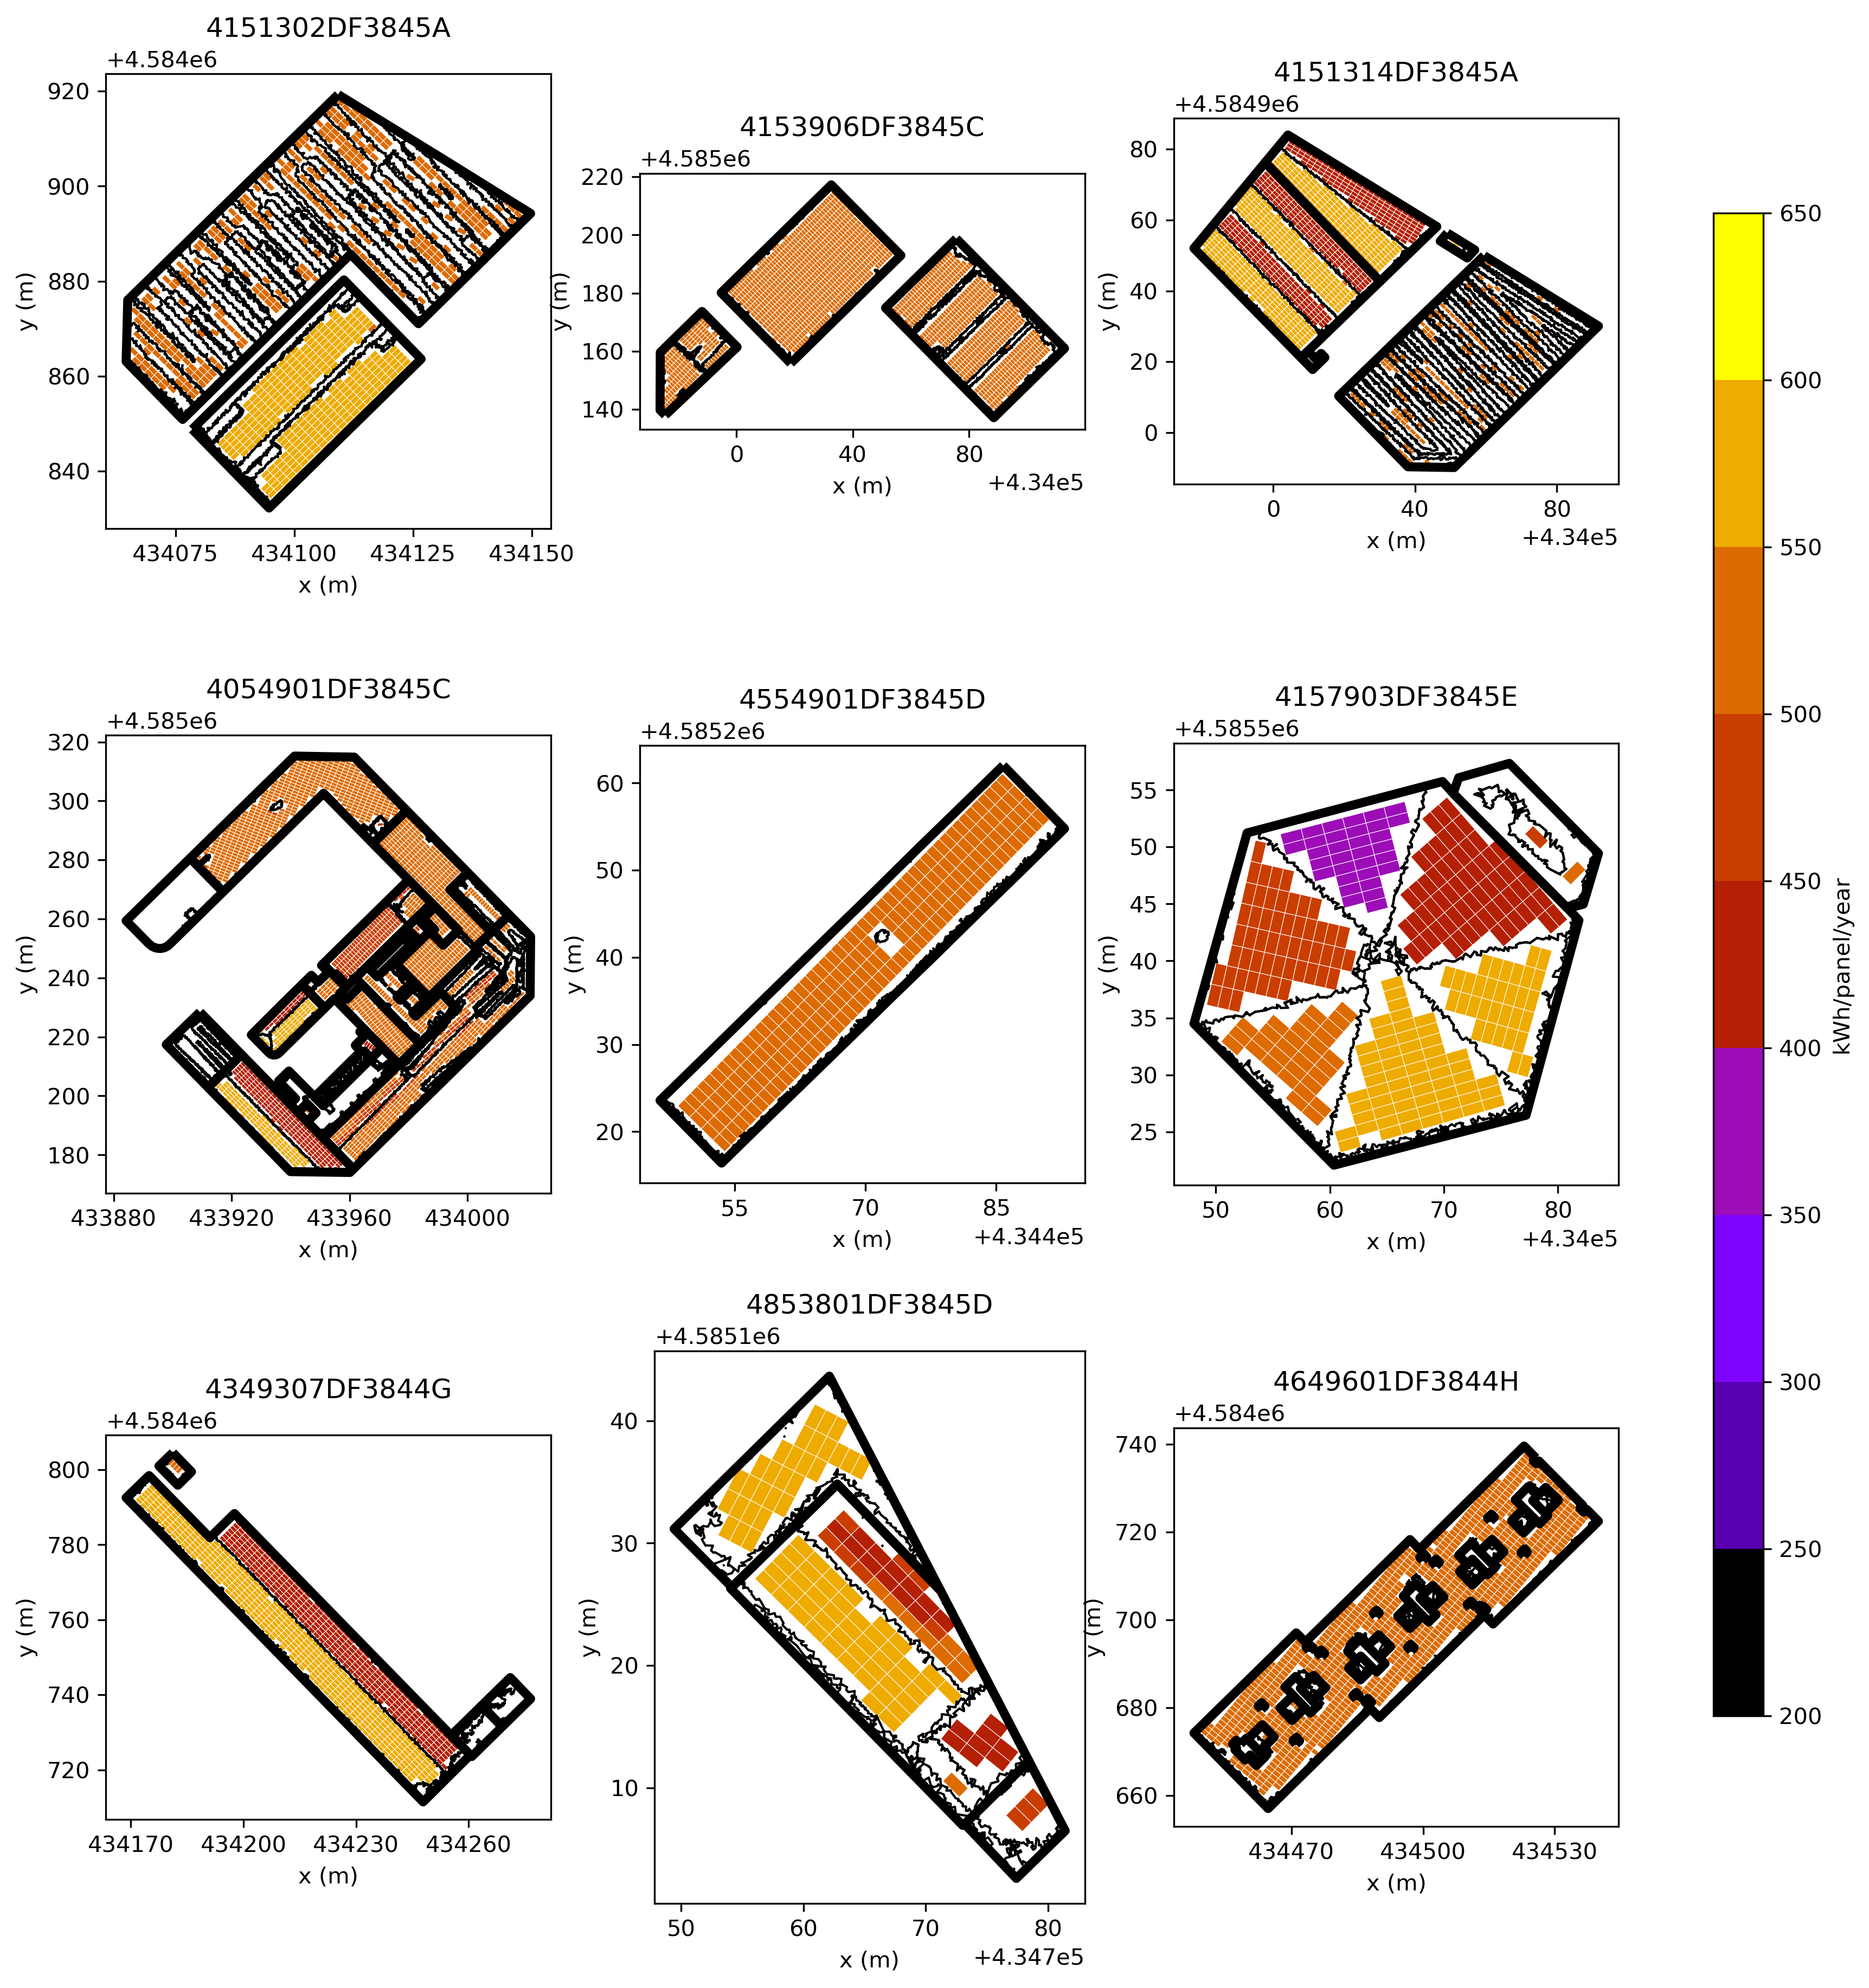 4151302DF3845A
+4.584e6
920
900
880
860
840
y (m)
434075 434100 434125 434150
x (m)
4153906DF3845C
+4.585e6
220
200
180
160
140
y (m)
0 40 80
x (m)
+4.34e5
4151314DF3845A
+4.5849e6
80
60
40
20
0
y (m)
0 40 80
x (m)
+4.34e5
4054901DF3845C
+4.585e6
320
300
280
260
240
220
200
180
y (m)
433880 433920 433960 434000
x (m)
4554901DF3845D
+4.5852e6
60
50
40
30
20
y (m)
55 70 85
x (m)
+4.344e5
4157903DF3845E
+4.5855e6
55
50
45
40
35
30
25
y (m)
50 60 70 80
x (m)
+4.34e5
4349307DF3844G
+4.584e6
800
780
760
740
720
y (m)
434170 434200 434230 434260
x (m)
4853801DF3845D
+4.5851e6
40
30
20
10
y (m)
50 60 70 80
x (m)
+4.347e5
4649601DF3844H
+4.584e6
740
720
700
680
660
y (m)
434470 434500 434530
x (m)
650
600
550
500
450
400
350
300
250
200
kWh/panel/year